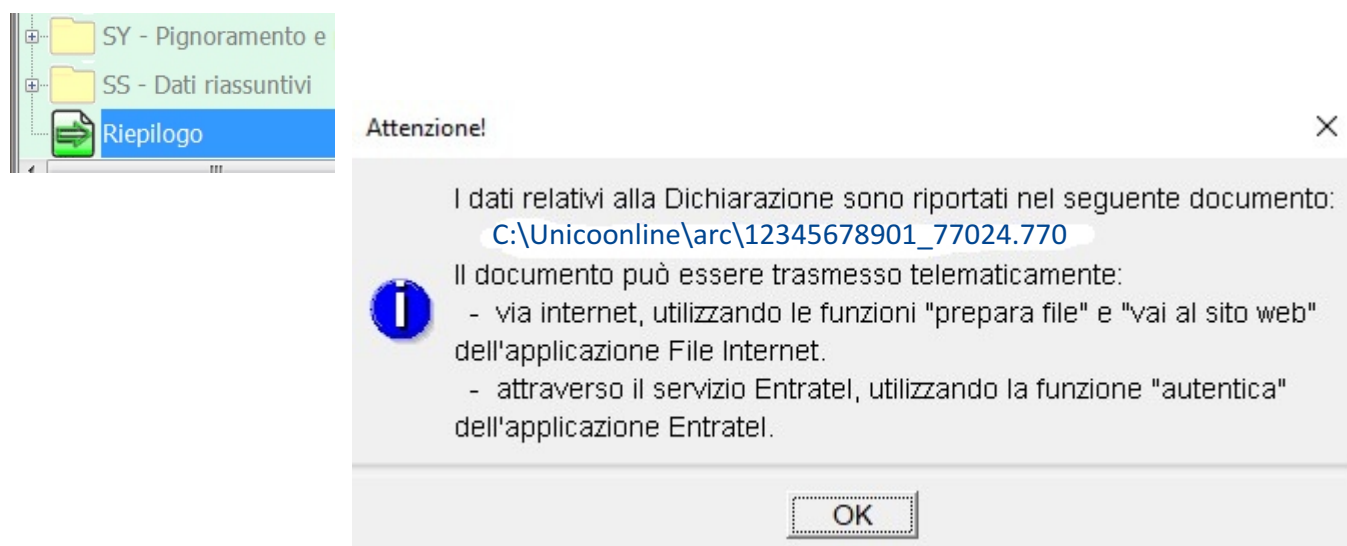 SY - Pignoramento e
SS - Dati riassuntivi
Riepilogo
Attenzione!
I dati relativi alla Dichiarazione sono riportati nel seguente documento:
C:\Unicoonline\arc\12345678901_77024.770
Il documento può essere trasmesso telematicamente:
- via internet, utilizzando le funzioni "prepara file" e "vai al sito web"
dell'applicazione File Internet.
- attraverso il servizio Entratel, utilizzando la funzione "autentica"
dell'applicazione Entratel.
OK